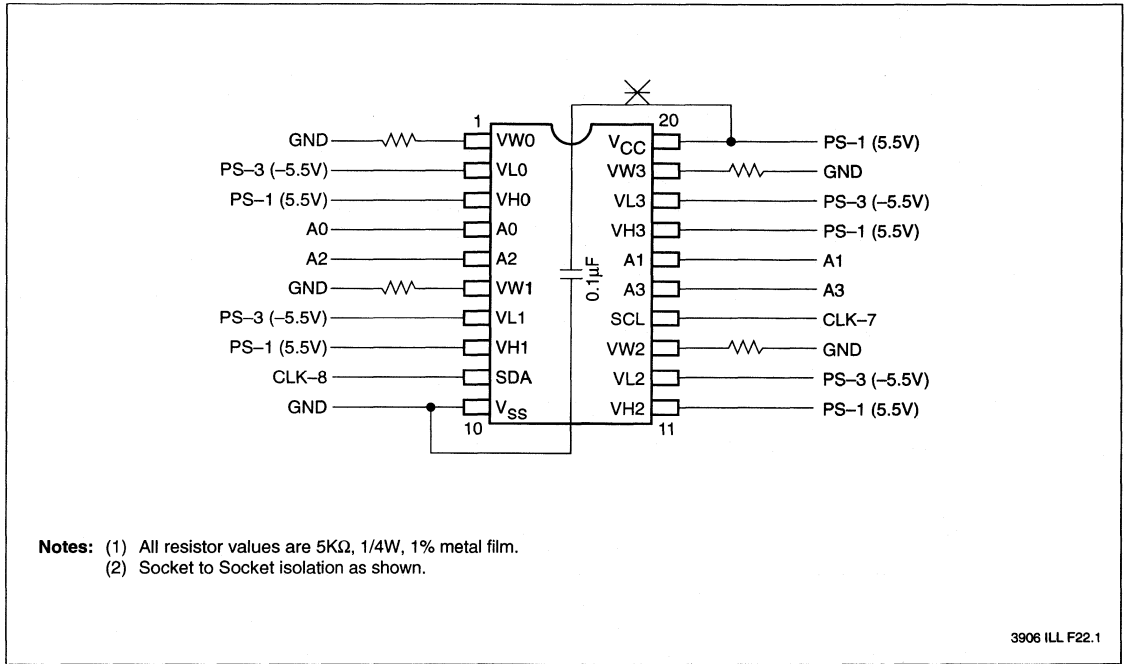 1
20
GND
VW0
V_CC
PS–1 (5.5V)
PS–3 (–5.5V)
VL0
VW3
GND
PS–1 (5.5V)
VH0
VL3
PS–3 (–5.5V)
A0
A0
VH3
PS–1 (5.5V)
A2
A2
A1
A1
GND
VW1
0.1µF
A3
A3
PS–3 (–5.5V)
VL1
SCL
CLK–7
PS–1 (5.5V)
VH1
VW2
GND
CLK–8
SDA
VL2
PS–3 (–5.5V)
GND
V_SS
VH2
PS–1 (5.5V)
10
11
Notes: (1) All resistor values are 5KΩ, 1/4W, 1% metal film.
(2) Socket to Socket isolation as shown.
3906 ILL F22.1